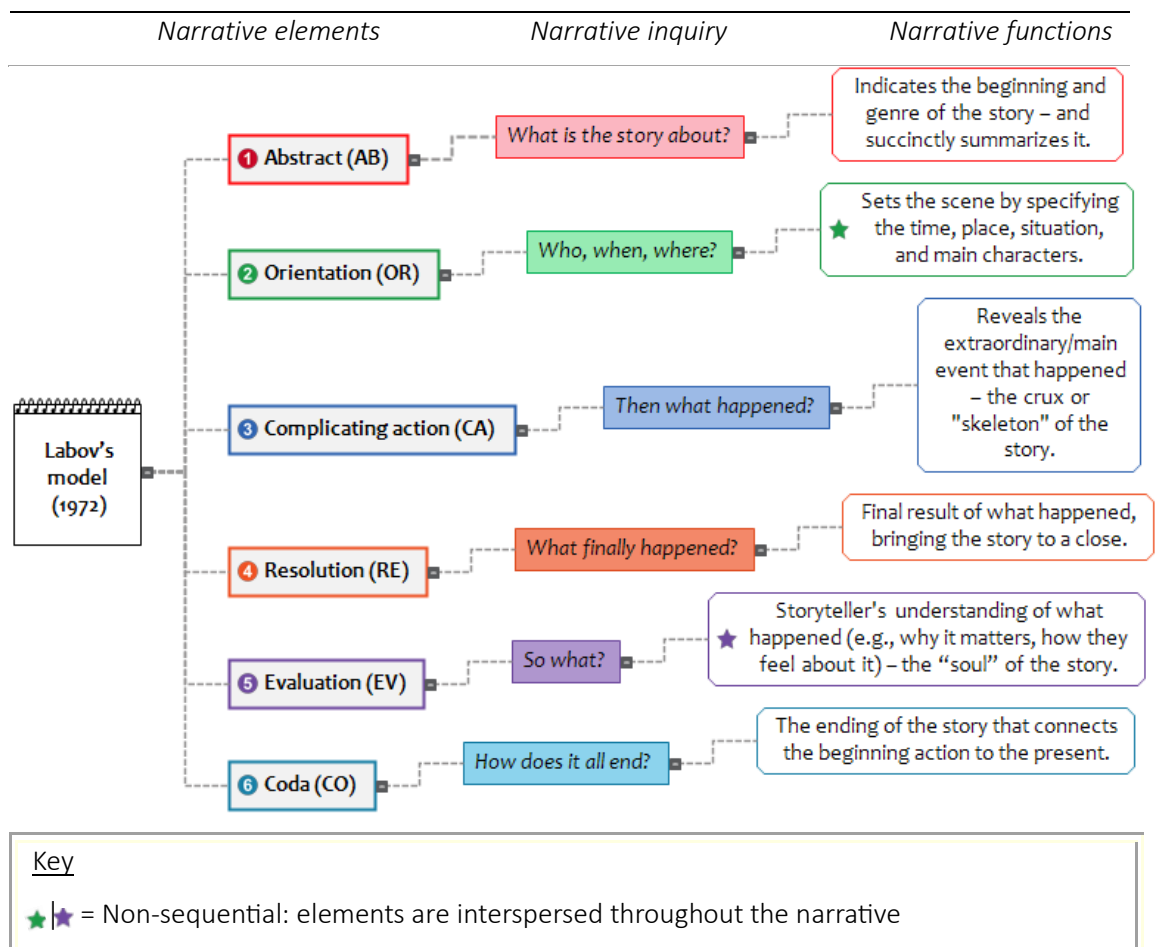 Narrative elements
Narrative inquiry
Narrative functions
Labov's
model
(1972)
1 Abstract (AB)
What is the story about?
Indicates the beginning and
genre of the story – and
succinctly summarizes it.
2 Orientation (OR)
Who, when, where?
Sets the scene by specifying
the time, place, situation,
and main characters.
3 Complicating action (CA)
Then what happened?
Reveals the
extraordinary/main
event that happened
– the crux or
"skeleton" of the
story.
4 Resolution (RE)
What finally happened?
Final result of what happened,
bringing the story to a close.
5 Evaluation (EV)
So what?
Storyteller's understanding of what
happened (e.g., why it matters, how they
feel about it) – the “soul” of the story.
6 Coda (CO)
How does it all end?
The ending of the story that connects
the beginning action to the present.
Key
★|★ = Non-sequential: elements are interspersed throughout the narrative